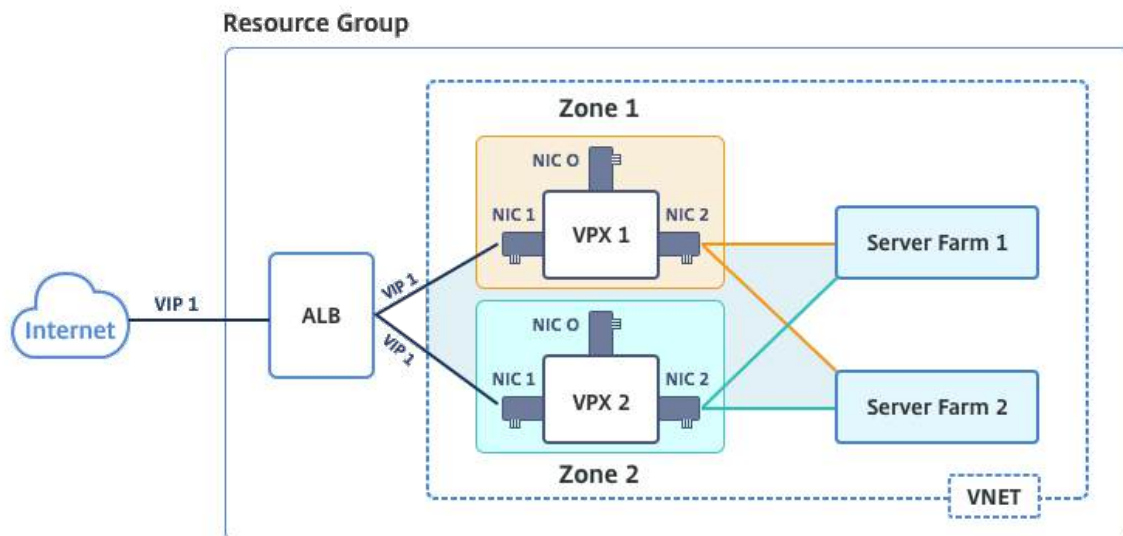 Resource Group
Zone 1
NIC O
NIC 1
VPX 1
NIC 2
Server Farm 1
Internet
VIP 1
ALB
VIP 1
VIP 1
NIC O
NIC 1
VPX 2
NIC 2
Server Farm 2
Zone 2
VNET